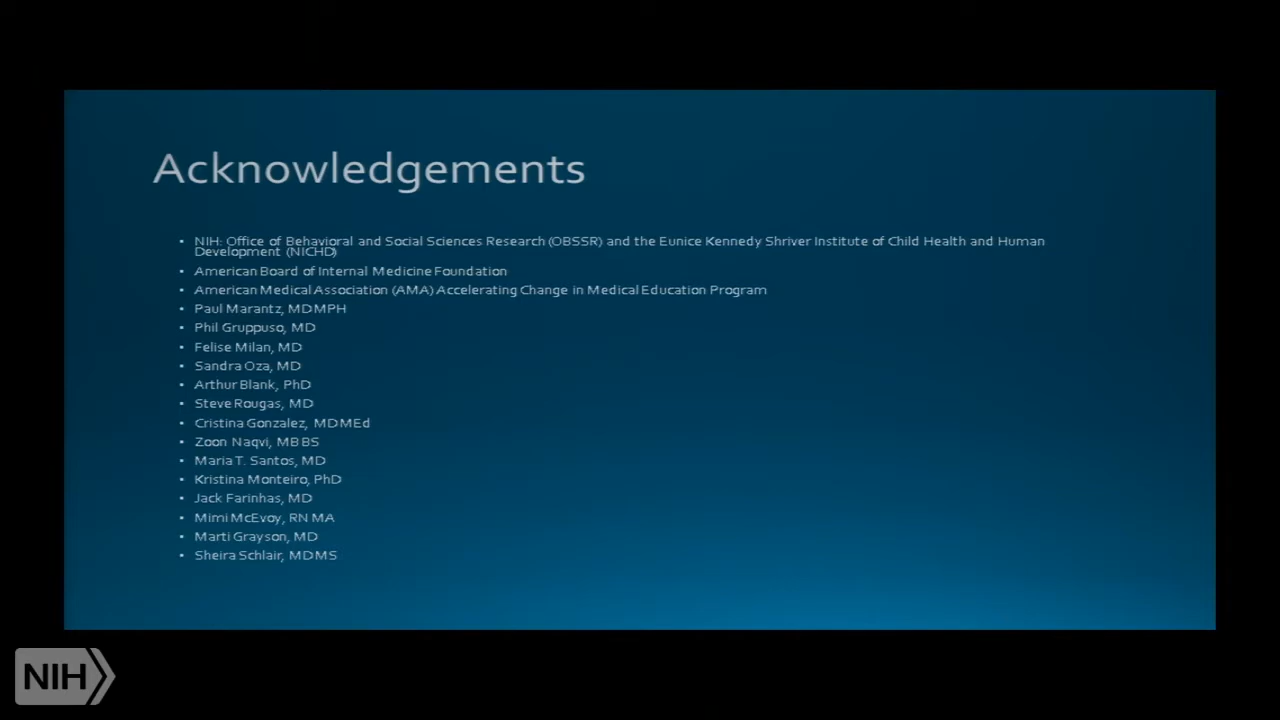 Acknowledgements
• NIH: Office of Behavioral and Social Sciences Research (OBSSR) and the Eunice Kennedy Shriver Institute of Child Health and Human
Development (NICHD)
• American Board of Internal Medicine Foundation
• American Medical Association (AMA) Accelerating Change in Medical Education Program
• Paul Marantz, MD MPH
• Phil Gruppuso, MD
• Felise Milan, MD
• Sandra Oza, MD
• Arthur Blank, PhD
• Steve Rougas, MD
• Cristina Gonzalez, MD MEd
• Zoon Naqvi, MBBS
• Maria T. Santos, MD
• Kristina Monteiro, PhD
• Jack Farinhas, MD
• Mimi McEvoy, RN MA
• Marti Grayson, MD
• Sheira Schlair, MD MS
NIH